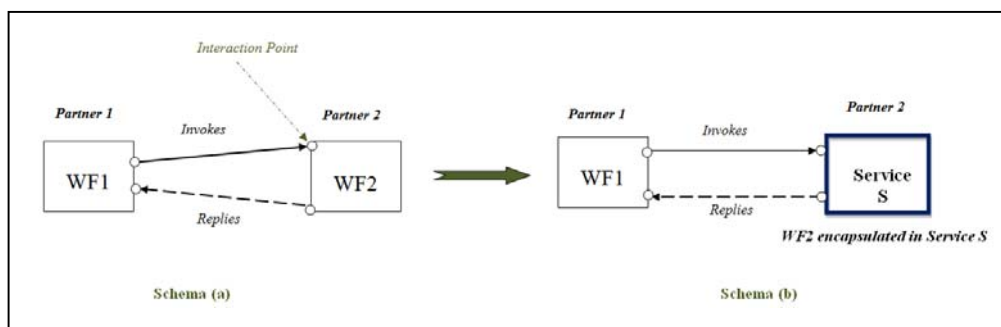 Interaction Point
Partner 1
Invokes
Partner 2
WF1
WF2
Replies
Schema (a)
Partner 1
Invokes
Partner 2
WF1
Service
S
Replies
WF2 encapsulated in Service S
Schema (b)